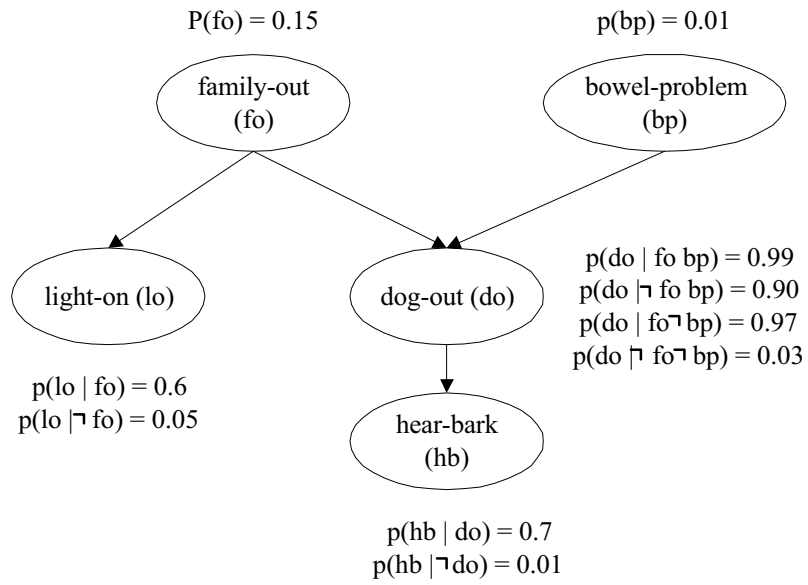 P(fo) = 0.15
p(bp) = 0.01
family-out
(fo)
bowel-problem
(bp)
light-on (lo)
dog-out (do)
p(do | fo bp) = 0.99
p(do |¬ fo bp) = 0.90
p(do | fo¬ bp) = 0.97
p(do |¬ fo¬ bp) = 0.03
p(lo | fo) = 0.6
p(lo |¬ fo) = 0.05
hear-bark
(hb)
p(hb | do) = 0.7
p(hb |¬ do) = 0.01